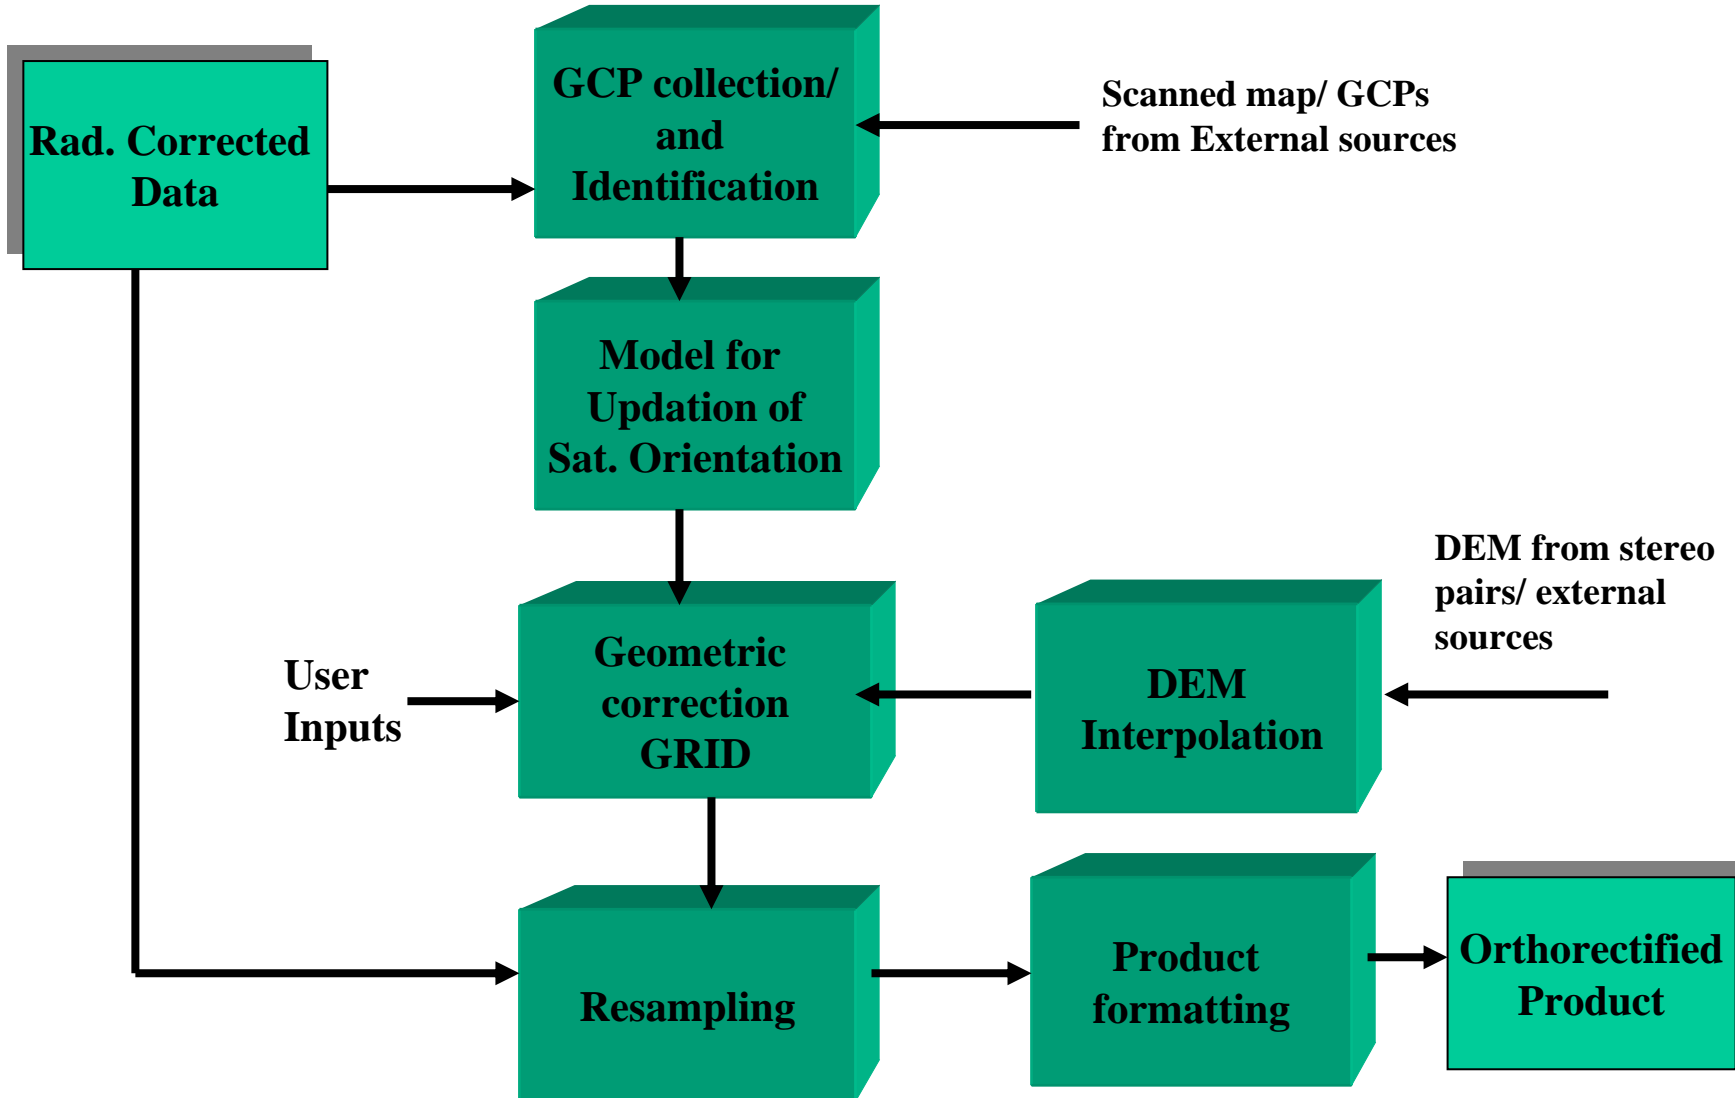 Rad. Corrected
Data
GCP collection/
and
Identification
Scanned map/ GCPs
from External sources
Model for
Updation of
Sat. Orientation
User
Inputs
Geometric
correction
GRID
DEM
Interpolation
DEM from stereo
pairs/ external
sources
Resampling
Product
formatting
Orthorectified
Product